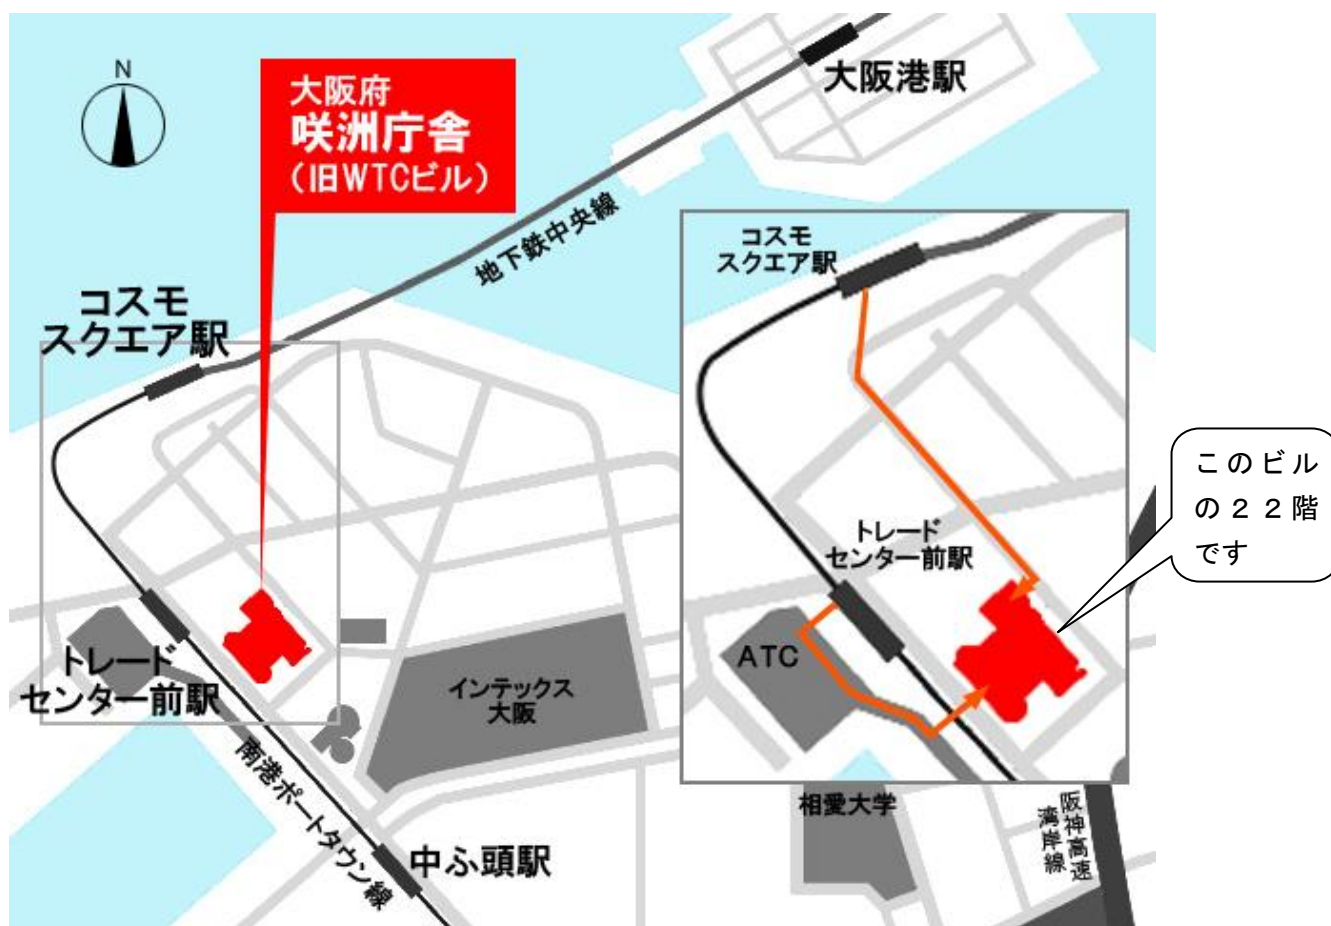 N
大阪府
咲洲庁舎
（旧WTCビル）
大阪港駅
地下鉄中央線
コスモ
スクエア駅
トレード
センター前駅
インテックス
大阪
南港ポートタウン線
中ふ頭駅
コスモ
スクエア駅
トレード
センター前駅
ATC
このビル
の２２階
です
相愛大学
阪神高速
湾岸線